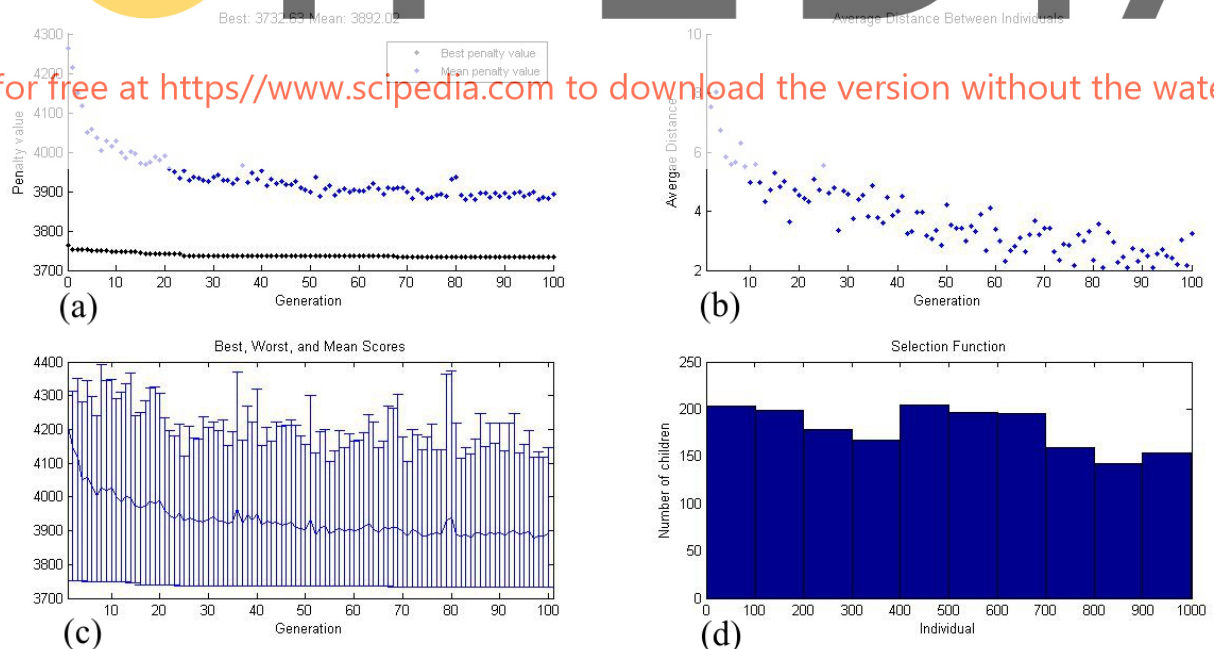 Best: 3732.63 Mean: 3892.02
4300
4200
4100
4000
3900
3800
3700
Penalty value
Best penalty value
Mean penalty value
0 10 20 30 40 50 60 70 80 90 100
Generation
(a)
Average Distance Between Individuals
10
8
6
4
2
Avergae Distance
10 20 30 40 50 60 70 80 90 100
Generation
(b)
for free at https//www.scipedia.com to download the version without the
Best, Worst, and Mean Scores
4400
4300
4200
4100
4000
3900
3800
3700
10 20 30 40 50 60 70 80 90 100
Generation
(c)
Selection Function
250
200
150
100
50
0
Number of children
0 100 200 300 400 500 600 700 800 900 1000
Individual
(d)